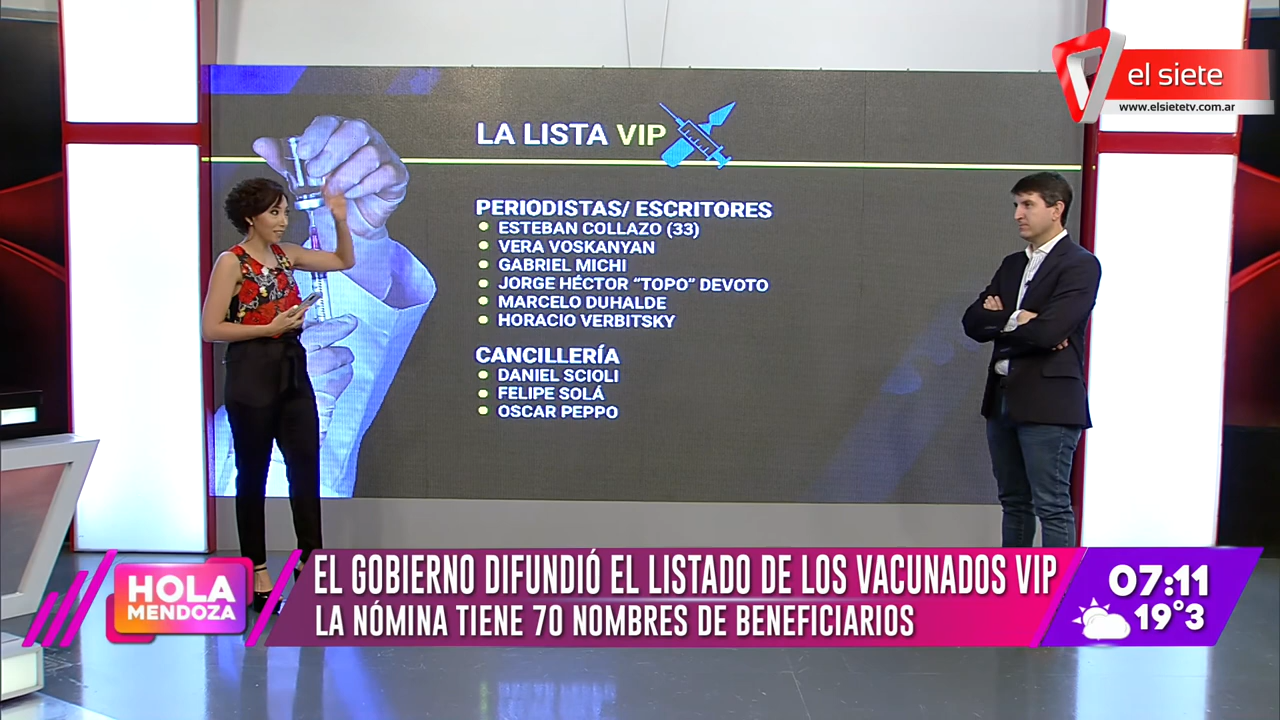 el siete
www.elsietetv.com.ar
LA LISTA VIP
PERIODISTAS/ ESCRITORES
ESTEBAN COLLAZO (33)
VERA VOSKANYAN
GABRIEL MICHI
JORGE HÉCTOR “TOPO” DEVOTO
MARCELO DUHALDE
HORACIO VERBITSKY
CANCILLERÍA
DANIEL SCIOLI
FELIPE SOLÁ
OSCAR PEPPO
HOLA
MENDOZA
EL GOBIERNO DIFUNDIÓ EL LISTADO DE LOS VACUNADOS VIP
LA NÓMINA TIENE 70 NOMBRES DE BENEFICIARIOS
07:11
19°3